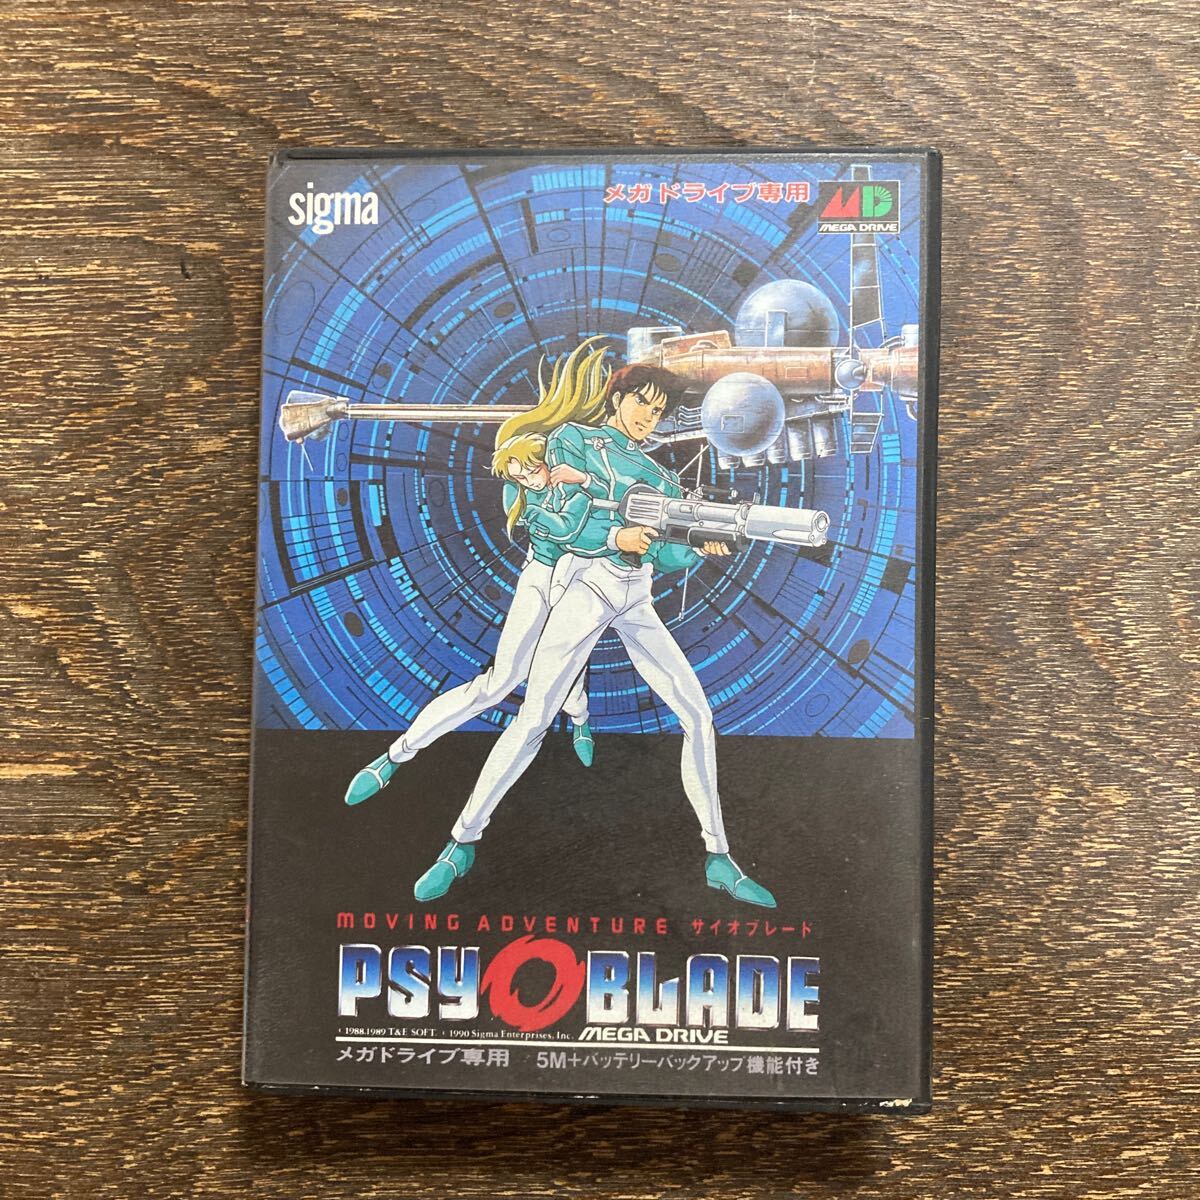 sigma
メガドライブ専用
MD
MEGA DRIVE
MOVING ADVENTURE サイオブレード
PSY O BLADE
© 1988.1989 T&E SOFT. © 1990 Sigma Enterprises, Inc. MEGA DRIVE
メガドライブ専用 5M+バッテリーバックアップ機能付き